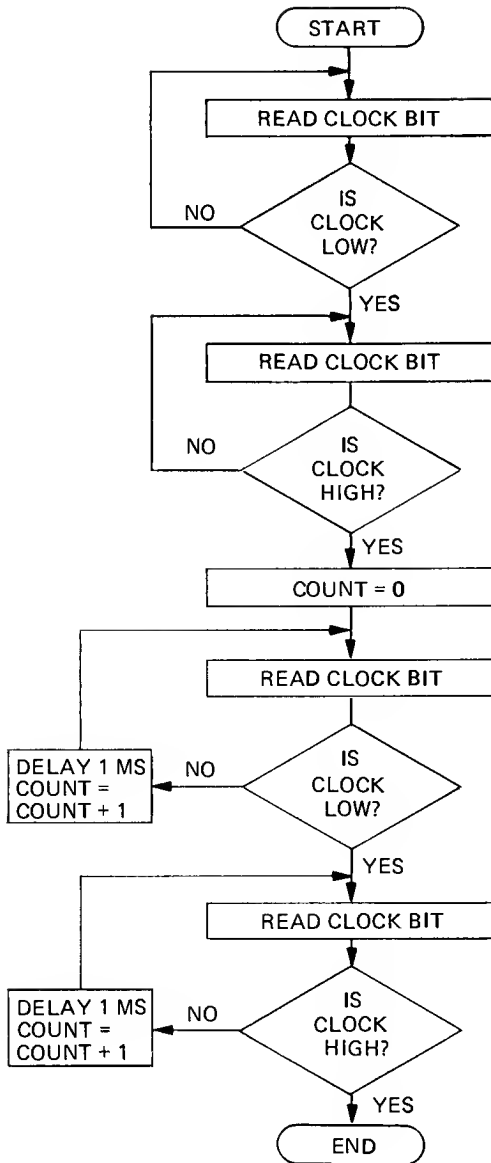 START
READ CLOCK BIT
IS
CLOCK
LOW?
NO
YES
READ CLOCK BIT
IS
CLOCK
HIGH?
NO
YES
COUNT = 0
READ CLOCK BIT
IS
CLOCK
LOW?
NO
DELAY 1 MS
COUNT =
COUNT + 1
YES
READ CLOCK BIT
IS
CLOCK
HIGH?
NO
DELAY 1 MS
COUNT =
COUNT + 1
YES
END